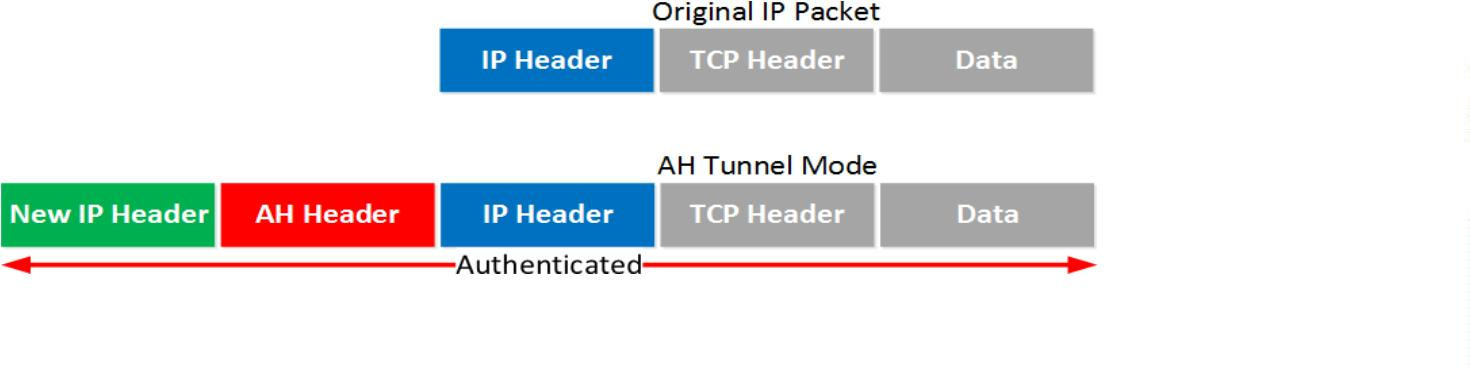 Original IP Packet
IP Header TCP Header Data
AH Tunnel Mode
New IP Header AH Header IP Header TCP Header Data
Authenticated